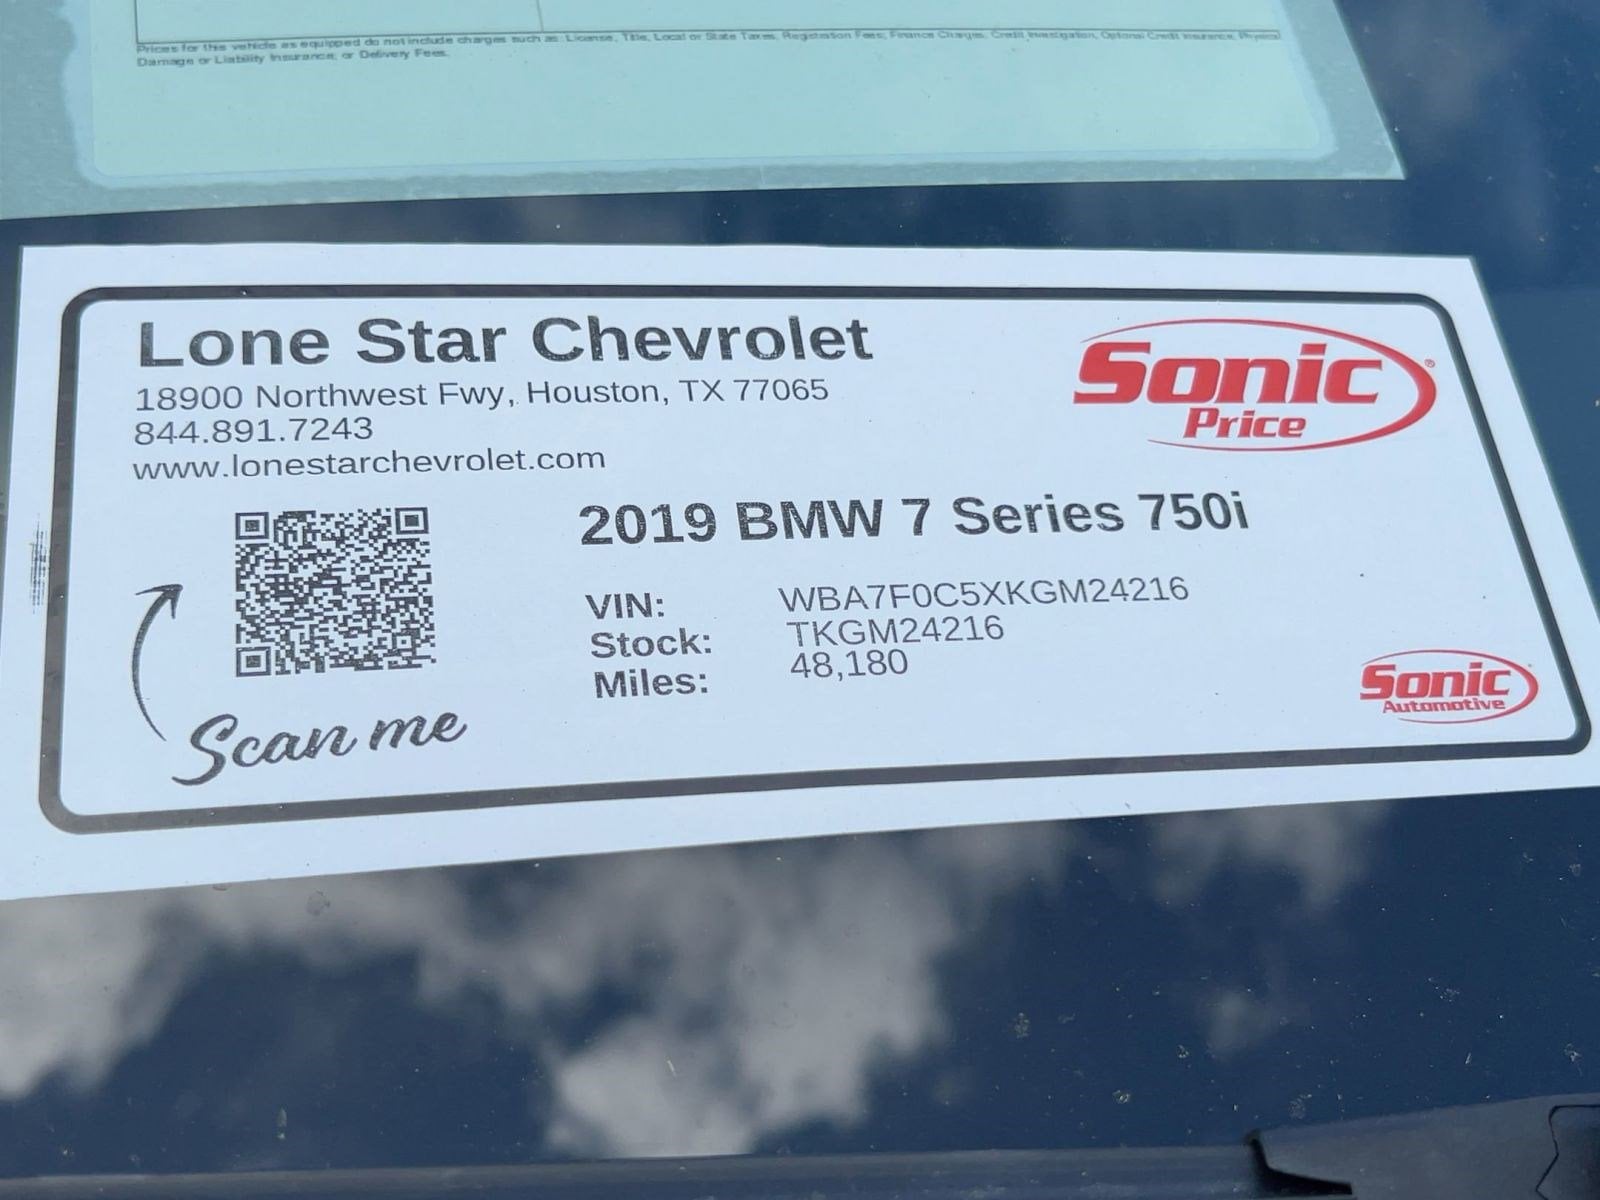 Prices for this vehicle as equipped do not include charges such as: License, Title, Local or State Taxes, Registration Fees, Finance Charges, Credit Investigation, Optional Credit Insurance, Physical
Damage or Liability Insurance, or Delivery Fees.
Lone Star Chevrolet
18900 Northwest Fwy, Houston, TX 77065
844.891.7243
www.lonestarchevrolet.com
Sonic®
Price
2019 BMW 7 Series 750i
VIN: WBA7F0C5XKGM24216
Stock: TKGM24216
Miles: 48,180
Scan me
Sonic
Automotive